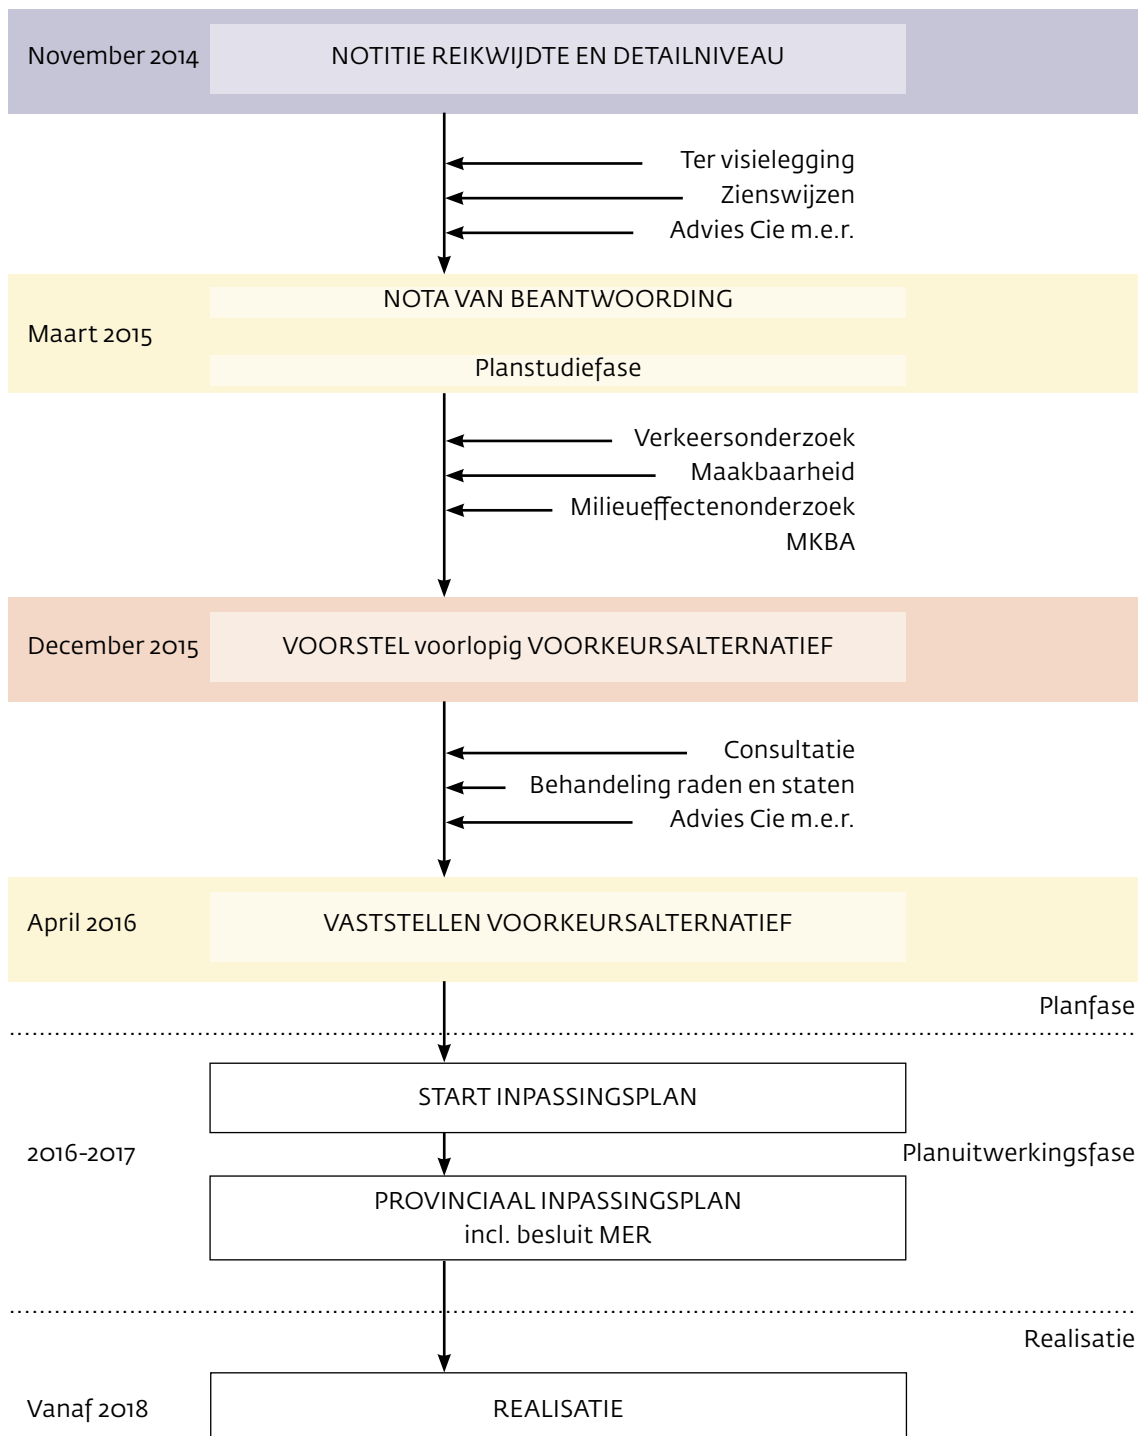 November 2014
NOTITIE REIKWIJDTE EN DETAILNIVEAU
Ter visielegging
Zienswijzen
Advies Cie m.e.r.
NOTA VAN BEANTWOORDING
Maart 2015
Planstudiefase
Verkeersonderzoek
Maakbaarheid
Milieueffectenonderzoek
MKBA
December 2015
VOORSTEL voorlopig VOORKEURSALTERNATIEF
Consultatie
Behandeling raden en staten
Advies Cie m.e.r.
April 2016
VASTSTELLEN VOORKEURSALTERNATIEF
Planfase
START INPASSINGSPLAN
2016-2017
Planuitwerkingsfase
PROVINCIAAL INPASSINGSPLAN
incl. besluit MER
Realisatie
Vanaf 2018
REALISATIE